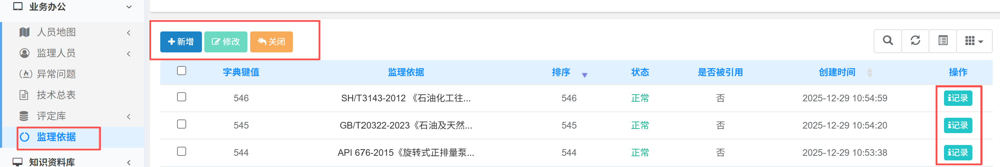 业务办公
人员地图
监理人员
异常问题
技术总表
评定库
监理依据
知识资料库
新增 修改 关闭
字典键值 监理依据 排序 状态 是否被引用 创建时间 操作
546 SH/T3143-2012 《石油化工往... 546 正常 否 2025-12-29 10:54:59 记录
545 GB/T20322-2023《石油及天然... 545 正常 否 2025-12-29 10:54:20 记录
544 API 676-2015《旋转式正排量泵... 544 正常 否 2025-12-29 10:53:38 记录